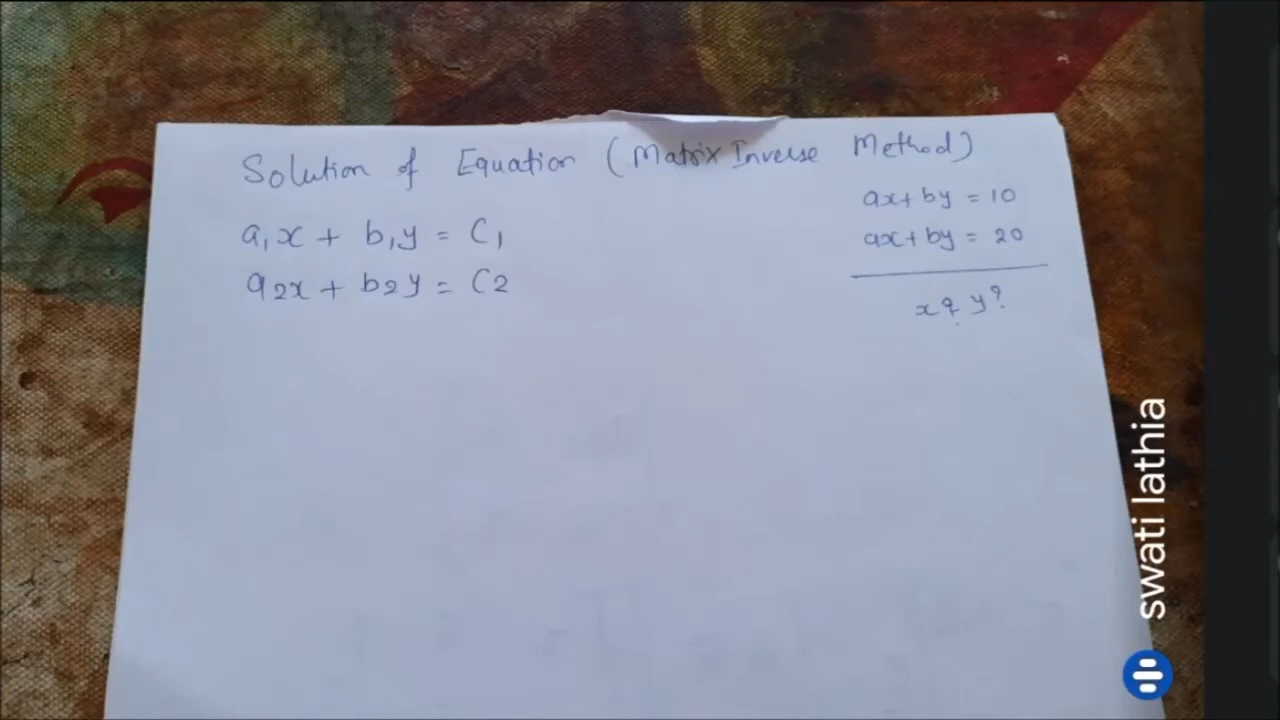 Solution of Equation (Matrix Inverse Method)
a₁x + b₁y = C₁
a₂x + b₂y = C₂
ax + by = 10
ax + by = 20
x & y?
swati lathia